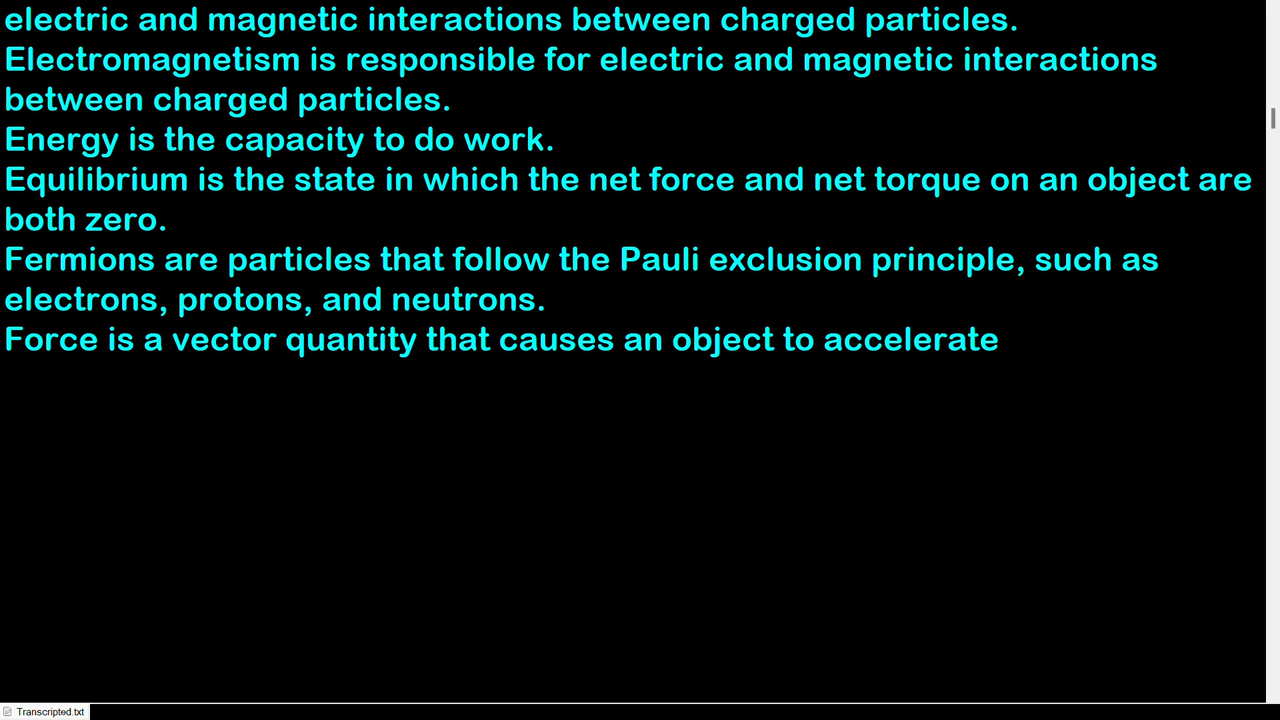 electric and magnetic interactions between charged particles.
Electromagnetism is responsible for electric and magnetic interactions
between charged particles.
Energy is the capacity to do work.
Equilibrium is the state in which the net force and net torque on an object are
both zero.
Fermions are particles that follow the Pauli exclusion principle, such as
electrons, protons, and neutrons.
Force is a vector quantity that causes an object to accelerate
Transcripted.txt